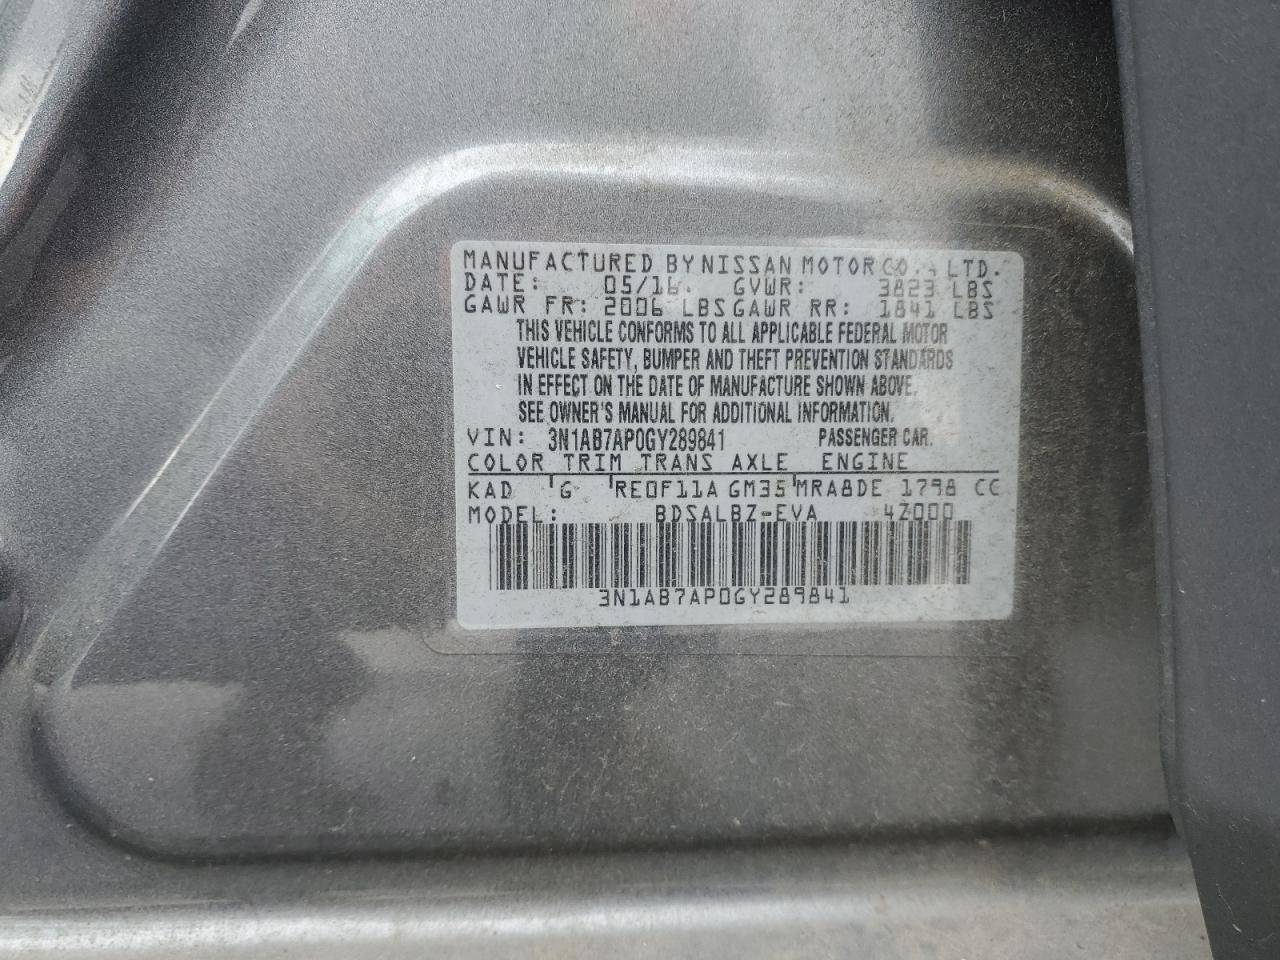 MANUFACTURED BY NISSAN MOTOR CO., LTD.
DATE: 05/16 GVWR: 3823 LBS
GAWR FR: 2006 LBS GAWR RR: 1841 LBS
THIS VEHICLE CONFORMS TO ALL APPLICABLE FEDERAL MOTOR
VEHICLE SAFETY, BUMPER AND THEFT PREVENTION STANDARDS
IN EFFECT ON THE DATE OF MANUFACTURE SHOWN ABOVE.
SEE OWNER'S MANUAL FOR ADDITIONAL INFORMATION.
VIN: 3N1AB7AP0GY289841 PASSENGER CAR.
COLOR TRIM TRANS AXLE ENGINE
KAD G RE0F11A GM35 MRA8DE 1798 CC
MODEL: BDSALBZ-EVA 4Z000
3N1AB7AP0GY289841